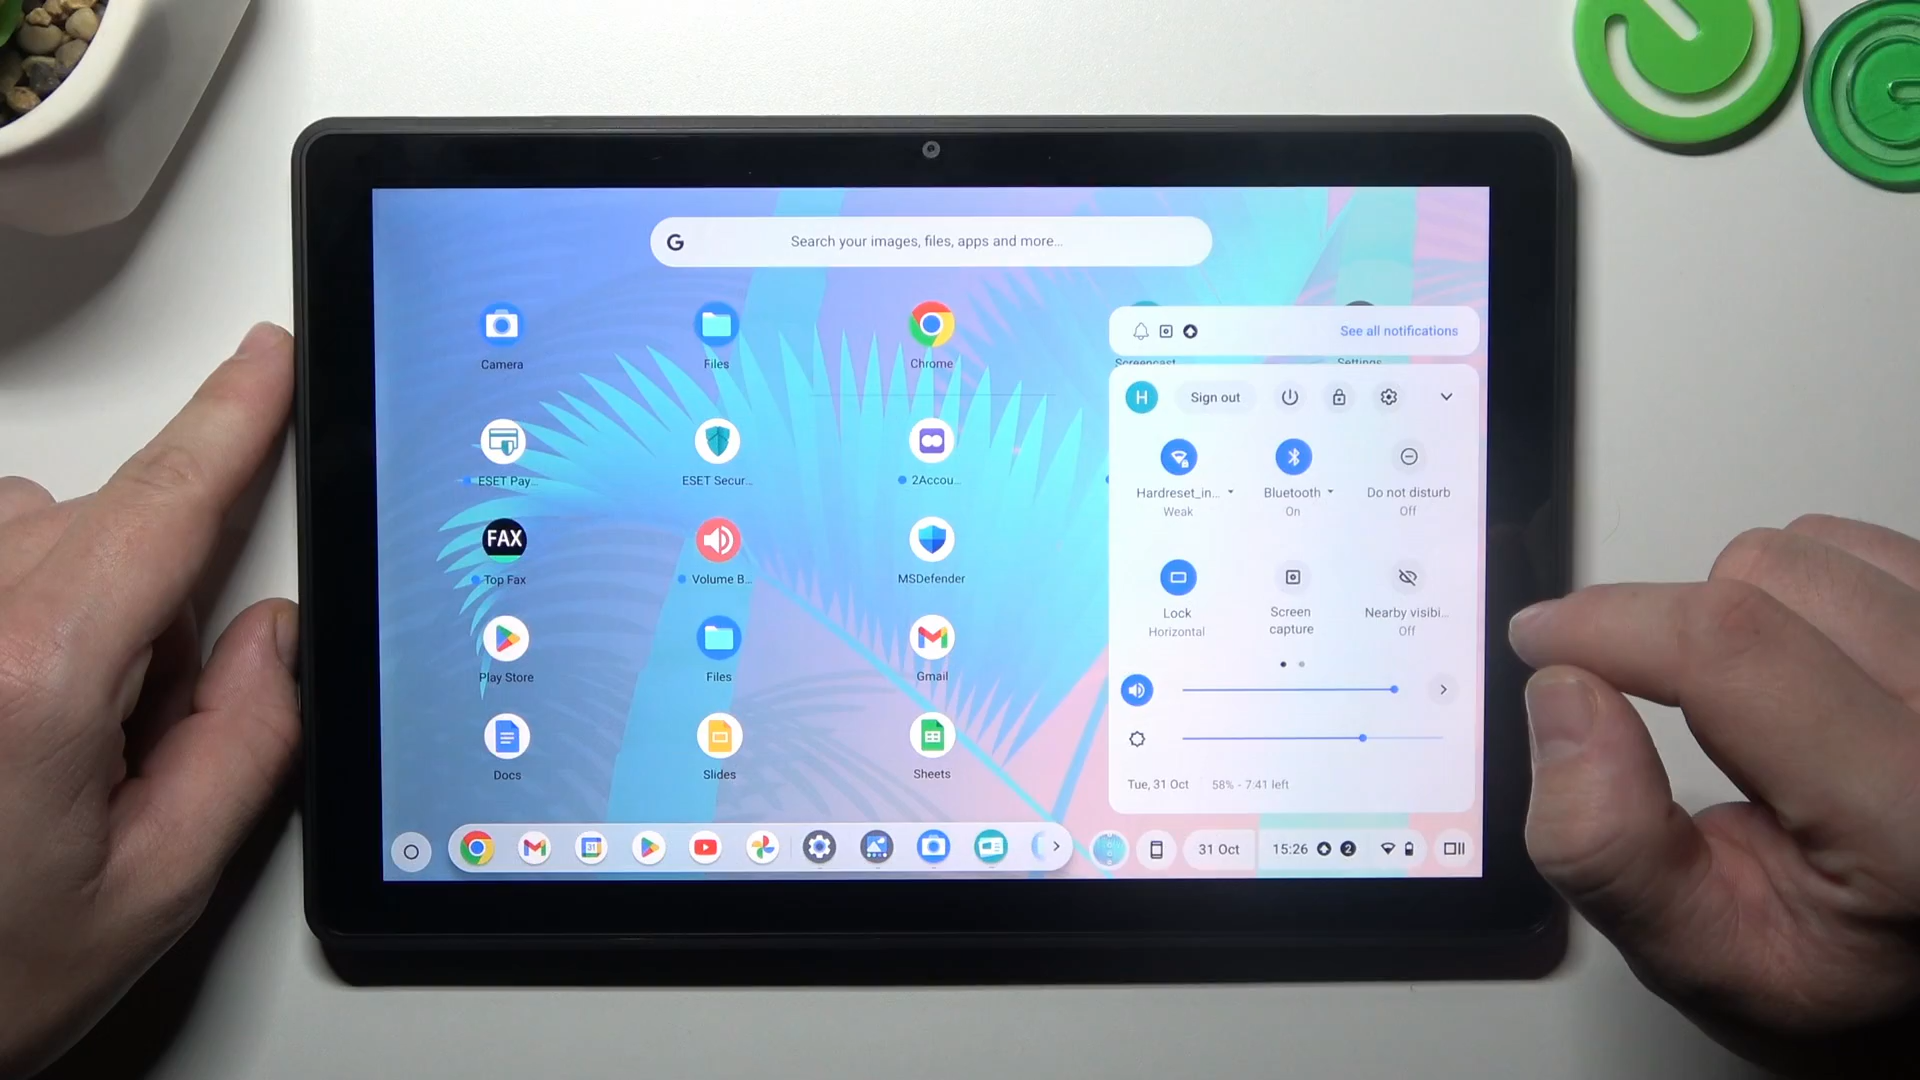 G Search your images, files, apps and more...
Camera
Files
Chrome
Screencast
Settings
See all notifications
H Sign out
ESET Pay...
ESET Secur...
2Accou...
Hardreset_in...
Weak
Bluetooth
On
Do not disturb
Off
FAX
Top Fax
Volume B...
MSDefender
Lock
Horizontal
Screen
capture
Nearby visibi...
Off
Play Store
Files
Gmail
Docs
Slides
Sheets
Tue, 31 Oct 58% - 7:41 left
31
31 Oct
15:26
2